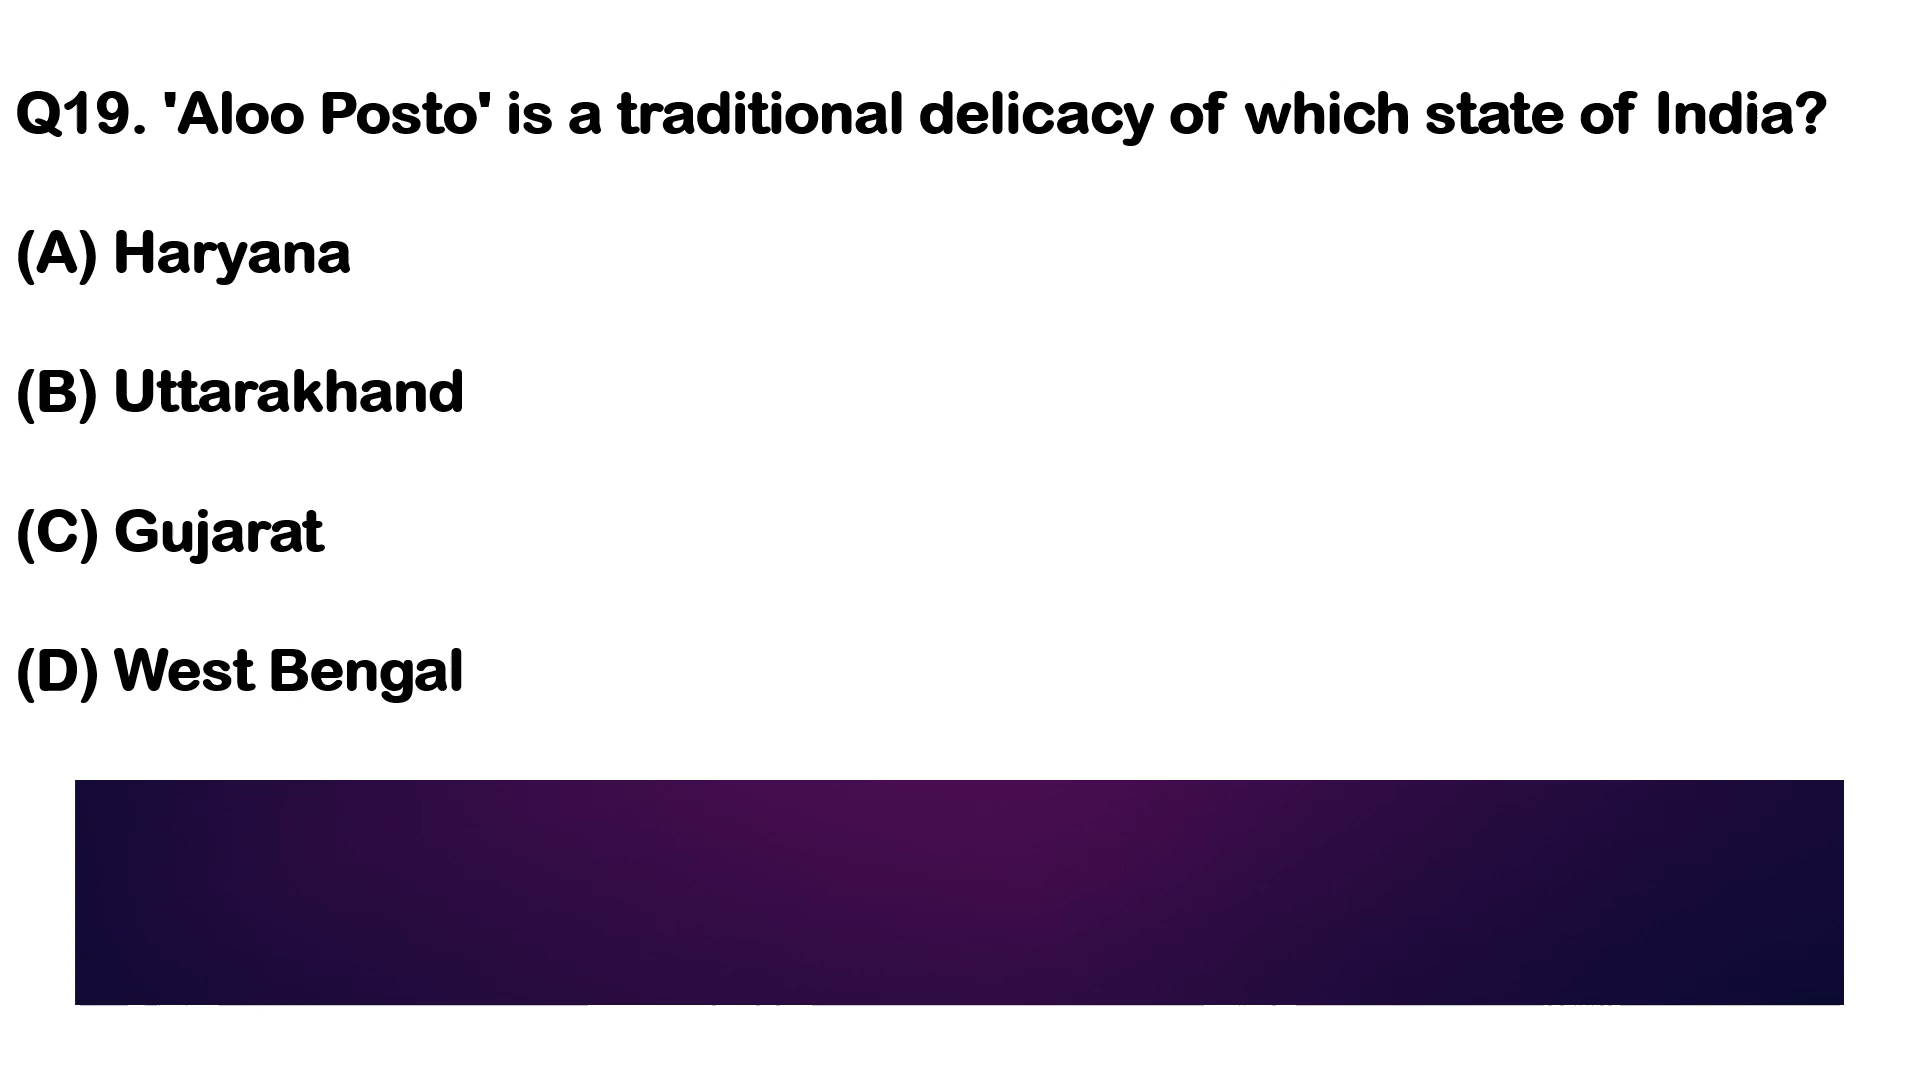 Q19. 'Aloo Posto' is a traditional delicacy of which state of India?
(A) Haryana
(B) Uttarakhand
(C) Gujarat
(D) West Bengal